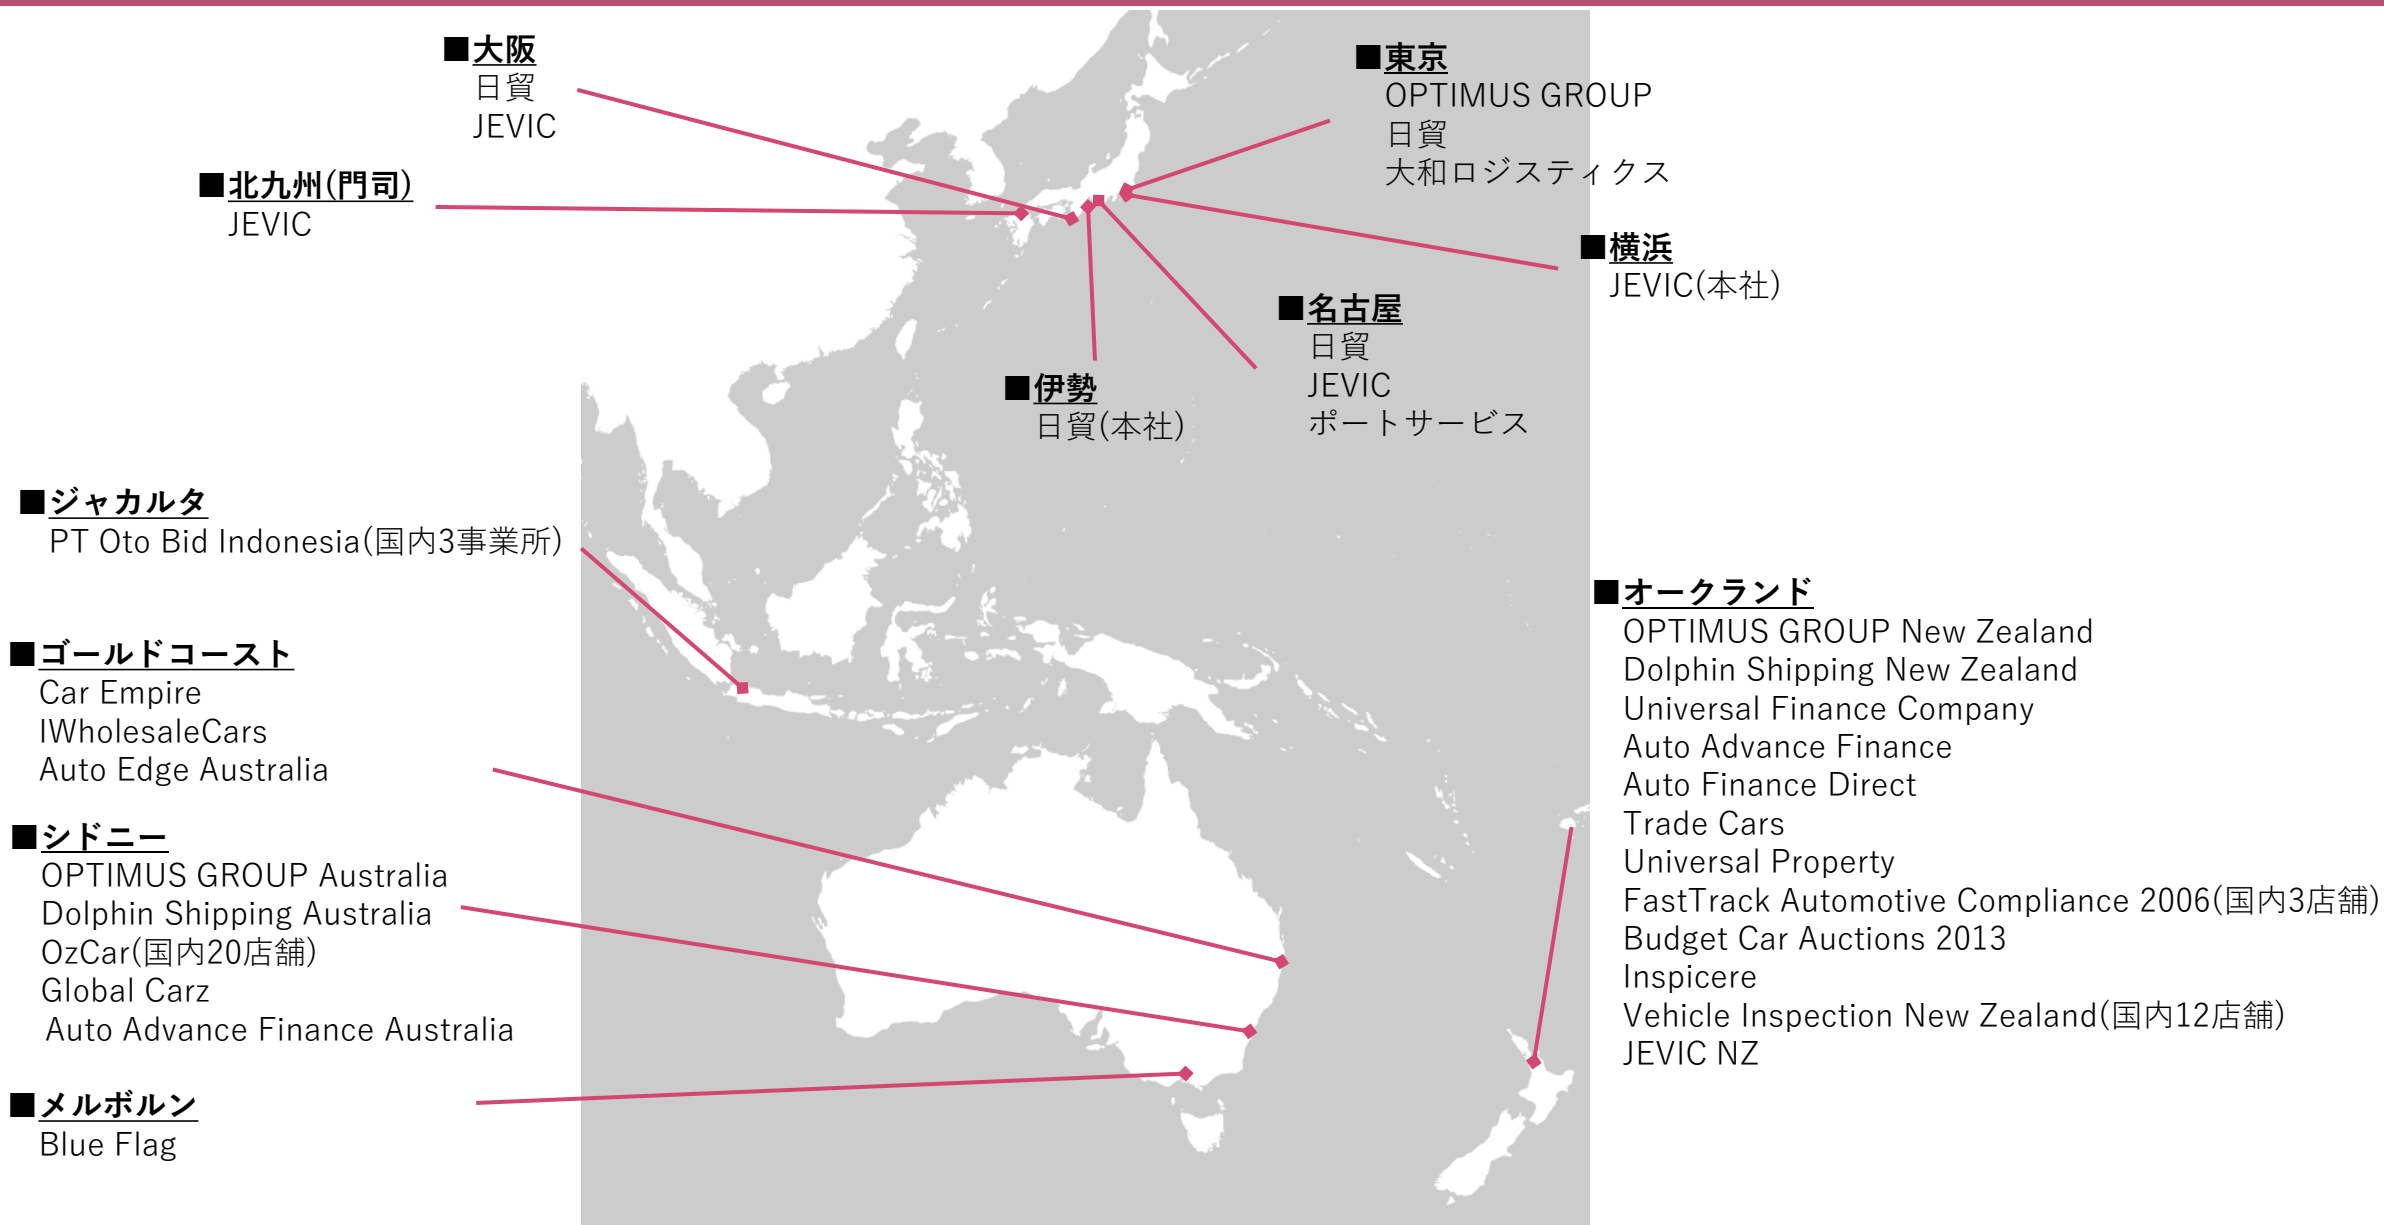 ■大阪
日貿
JEVIC
■東京
OPTIMUS GROUP
日貿
大和ロジスティクス
■北九州(門司)
JEVIC
■横浜
JEVIC(本社)
■名古屋
日貿
JEVIC
ポートサービス
■伊勢
日貿(本社)
■ジャカルタ
PT Oto Bid Indonesia(国内3事業所)
■ゴールドコースト
Car Empire
IWholesaleCars
Auto Edge Australia
■シドニー
OPTIMUS GROUP Australia
Dolphin Shipping Australia
OzCar(国内20店舗)
Global Carz
Auto Advance Finance Australia
■メルボルン
Blue Flag
■オークランド
OPTIMUS GROUP New Zealand
Dolphin Shipping New Zealand
Universal Finance Company
Auto Advance Finance
Auto Finance Direct
Trade Cars
Universal Property
FastTrack Automotive Compliance 2006(国内3店舗)
Budget Car Auctions 2013
Inspicere
Vehicle Inspection New Zealand(国内12店舗)
JEVIC NZ